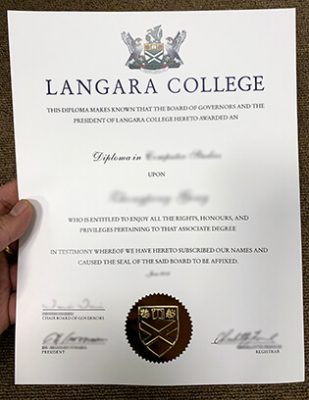 LANGARA COLLEGE
THIS DIPLOMA MAKES KNOWN THAT THE BOARD OF GOVERNORS AND THE
PRESIDENT OF LANGARA COLLEGE HERETO AWARDED AN
Diploma in
UPON
WHO IS ENTITLED TO ENJOY ALL THE RIGHTS, HONOURS, AND
PRIVILEGES PERTAINING TO THAT ASSOCIATE DEGREE
IN TESTIMONY WHEREOF WE HAVE HERETO SUBSCRIBED OUR NAMES AND
CAUSED THE SEAL OF THE SAID BOARD TO BE AFFIXED.
CHAIR BOARD OF GOVERNORS
PRESIDENT
REGISTRAR